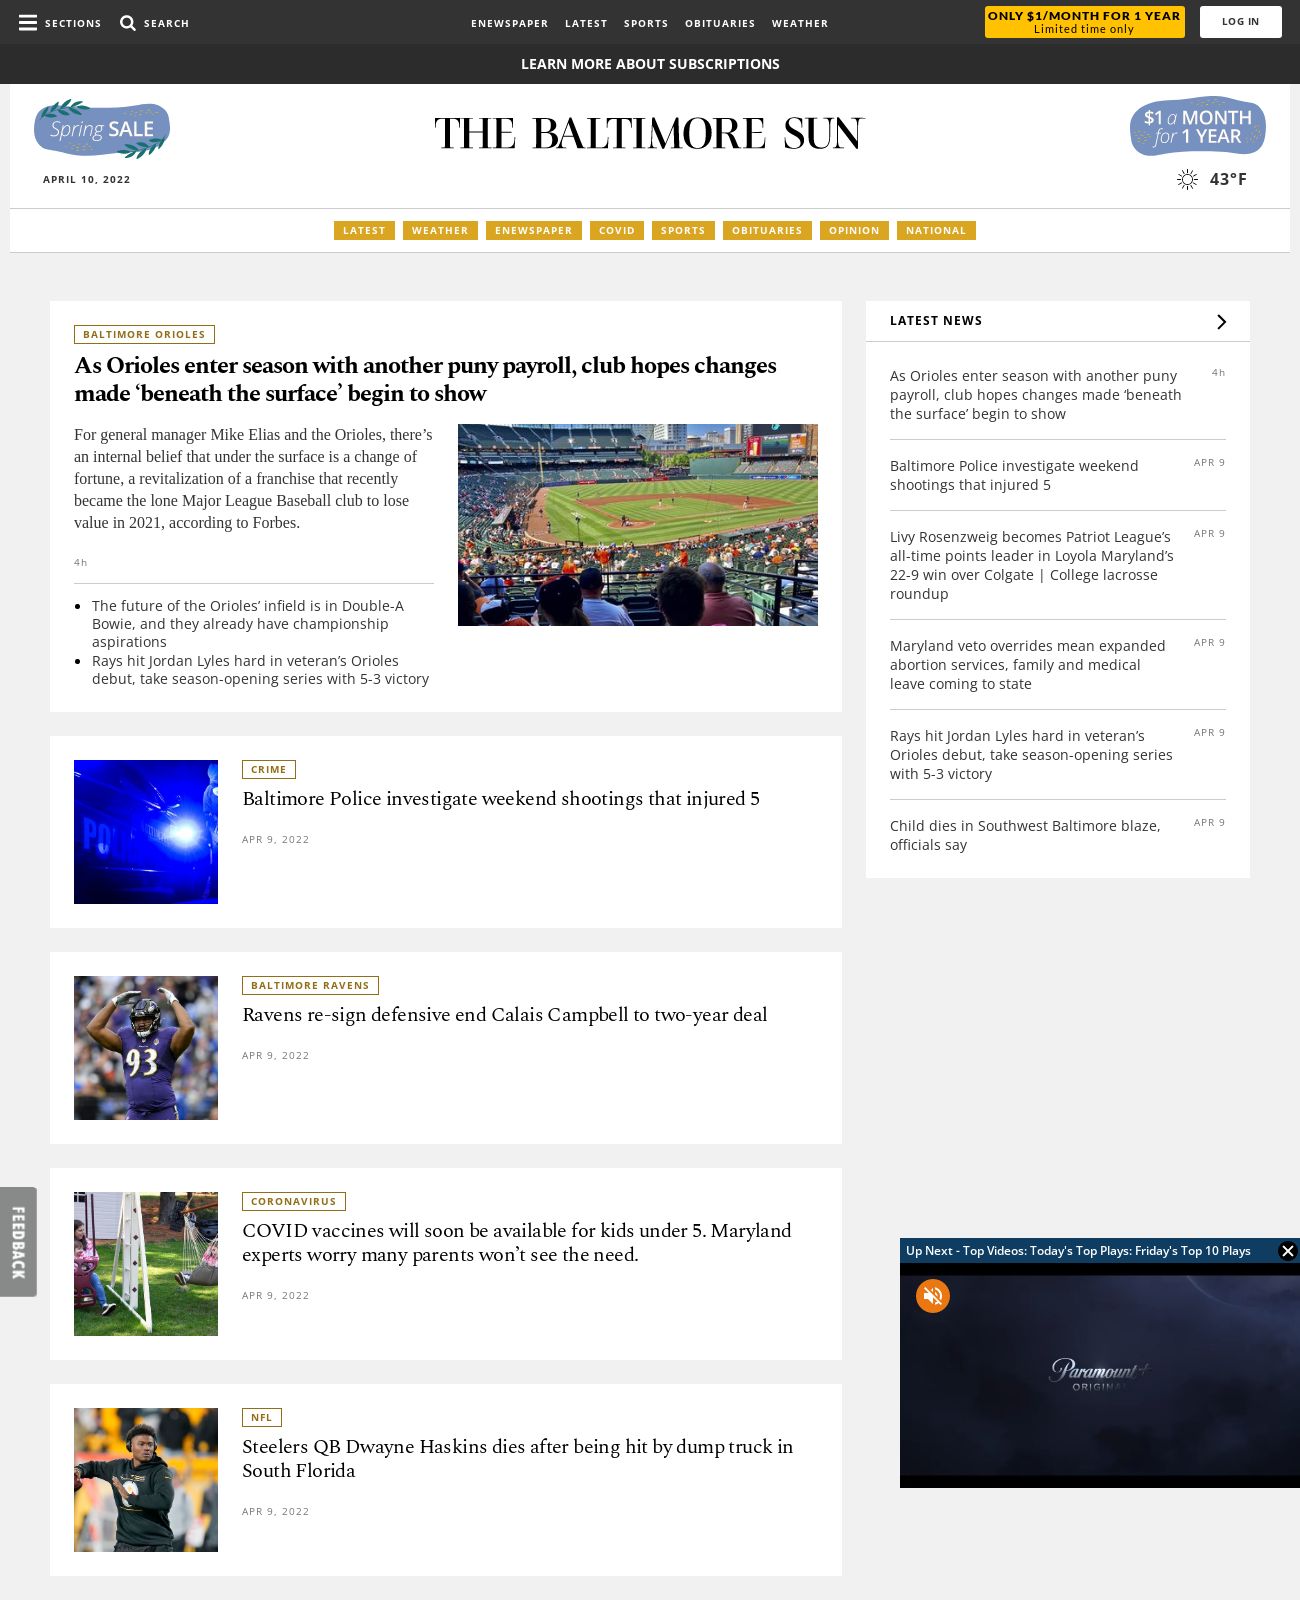 SECTIONS SEARCH ENEWSPAPER LATEST SPORTS OBITUARIES WEATHER ONLY $1/MONTH FOR 1 YEAR LOG IN
Limited time only
LEARN MORE ABOUT SUBSCRIPTIONS
Spring SALE
THE BALTIMORE SUN
$1 a MONTH
for 1 YEAR
APRIL 10, 2022
43°F
LATEST WEATHER ENEWSPAPER COVID SPORTS OBITUARIES OPINION NATIONAL
BALTIMORE ORIOLES
As Orioles enter season with another puny payroll, club hopes changes
made ‘beneath the surface’ begin to show
For general manager Mike Elias and the Orioles, there’s
an internal belief that under the surface is a change of
fortune, a revitalization of a franchise that recently
became the lone Major League Baseball club to lose
value in 2021, according to Forbes.
4h
• The future of the Orioles’ infield is in Double-A
Bowie, and they already have championship
aspirations
• Rays hit Jordan Lyles hard in veteran’s Orioles
debut, take season-opening series with 5-3 victory
CRIME
Baltimore Police investigate weekend shootings that injured 5
APR 9, 2022
BALTIMORE RAVENS
Ravens re-sign defensive end Calais Campbell to two-year deal
APR 9, 2022
93
CORONAVIRUS
COVID vaccines will soon be available for kids under 5. Maryland
experts worry many parents won’t see the need.
APR 9, 2022
NFL
Steelers QB Dwayne Haskins dies after being hit by dump truck in
South Florida
APR 9, 2022
LATEST NEWS
As Orioles enter season with another puny 4h
payroll, club hopes changes made ‘beneath
the surface’ begin to show
Baltimore Police investigate weekend APR 9
shootings that injured 5
Livy Rosenzweig becomes Patriot League’s APR 9
all-time points leader in Loyola Maryland’s
22-9 win over Colgate | College lacrosse
roundup
Maryland veto overrides mean expanded APR 9
abortion services, family and medical
leave coming to state
Rays hit Jordan Lyles hard in veteran’s APR 9
Orioles debut, take season-opening series
with 5-3 victory
Child dies in Southwest Baltimore blaze, APR 9
officials say
FEEDBACK
Up Next - Top Videos: Today's Top Plays: Friday's Top 10 Plays
Paramount+
ORIGINAL